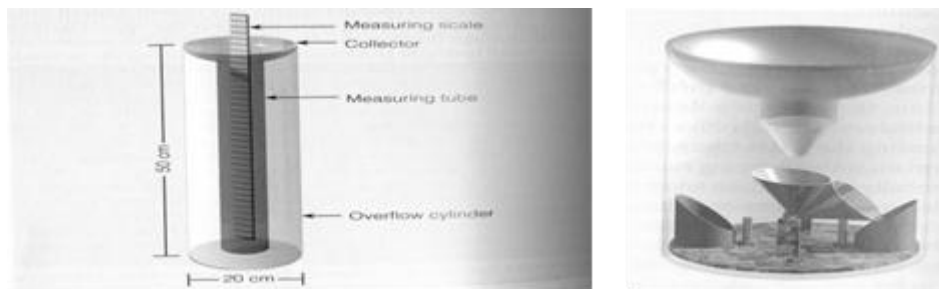 Measuring scale
Collector
Measuring tube
50 cm
Overflow cylinder
20 cm